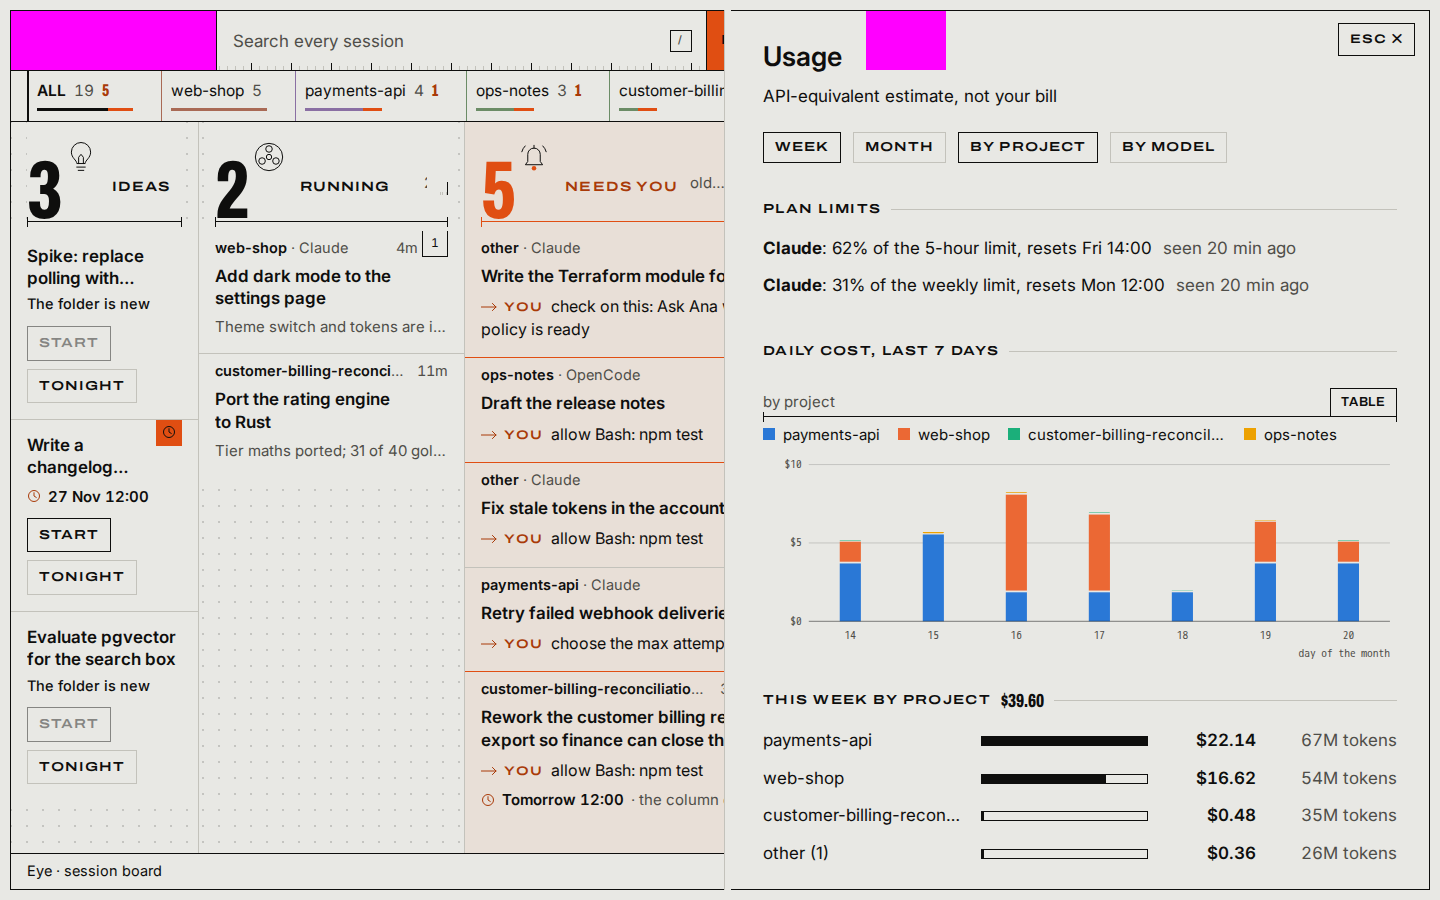 Search every session
/
ALL 19 5
web-shop 5
payments-api 4 1
ops-notes 3 1
customer-billin
3
IDEAS
Spike: replace
polling with...
The folder is new
START
TONIGHT
Write a
changelog...
27 Nov 12:00
START
TONIGHT
Evaluate pgvector
for the search box
The folder is new
START
TONIGHT
2
RUNNING
web-shop · Claude 4m 1
Add dark mode to the
settings page
Theme switch and tokens are i...
customer-billing-reconci... 11m
Port the rating engine
to Rust
Tier maths ported; 31 of 40 gol...
5
NEEDS YOU old...
other · Claude
Write the Terraform module fo
→ YOU check on this: Ask Ana
policy is ready
ops-notes · OpenCode
Draft the release notes
→ YOU allow Bash: npm test
other · Claude
Fix stale tokens in the account
→ YOU allow Bash: npm test
payments-api · Claude
Retry failed webhook deliverie
→ YOU choose the max attemp
customer-billing-reconciliatio...
Rework the customer billing re
export so finance can close th
→ YOU allow Bash: npm test
Tomorrow 12:00 · the column
Eye · session board
Usage
ESC ✕
API-equivalent estimate, not your bill
WEEK
MONTH
BY PROJECT
BY MODEL
PLAN LIMITS
Claude: 62% of the 5-hour limit, resets Fri 14:00 seen 20 min ago
Claude: 31% of the weekly limit, resets Mon 12:00 seen 20 min ago
DAILY COST, LAST 7 DAYS
by project
TABLE
payments-api web-shop customer-billing-reconcil... ops-notes
$10
$5
$0
14 15 16 17 18 19 20
day of the month
THIS WEEK BY PROJECT $39.60
payments-api $22.14 67M tokens
web-shop $16.62 54M tokens
customer-billing-recon... $0.48 35M tokens
other (1) $0.36 26M tokens